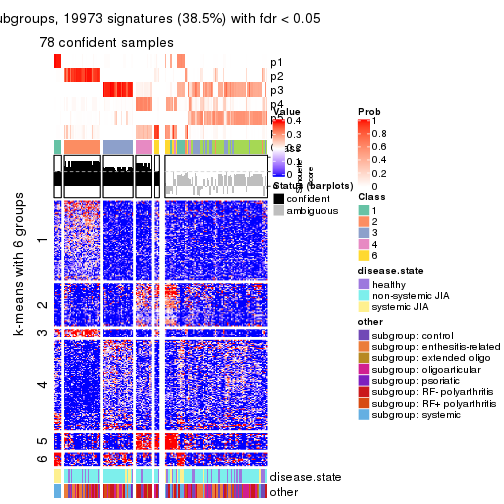 ubgroups, 19973 signatures (38.5%) with fdr < 0.05
78 confident samples
p1
p2
p3
p4
k-means with 6 groups
1
2
3
4
5
6
disease.state
other
Value
0.4
0.3
0.2
0.1
0
Silhouette
score
Status (barplots)
confident
ambiguous
Prob
1
0.8
0.6
0.4
0.2
0
Class
1
2
3
4
6
disease.state
healthy
non-systemic JIA
systemic JIA
other
subgroup: control
subgroup: enthesitis-related
subgroup: extended oligo
subgroup: oligoarticular
subgroup: psoriatic
subgroup: RF- polyarthritis
subgroup: RF+ polyarthritis
subgroup: systemic